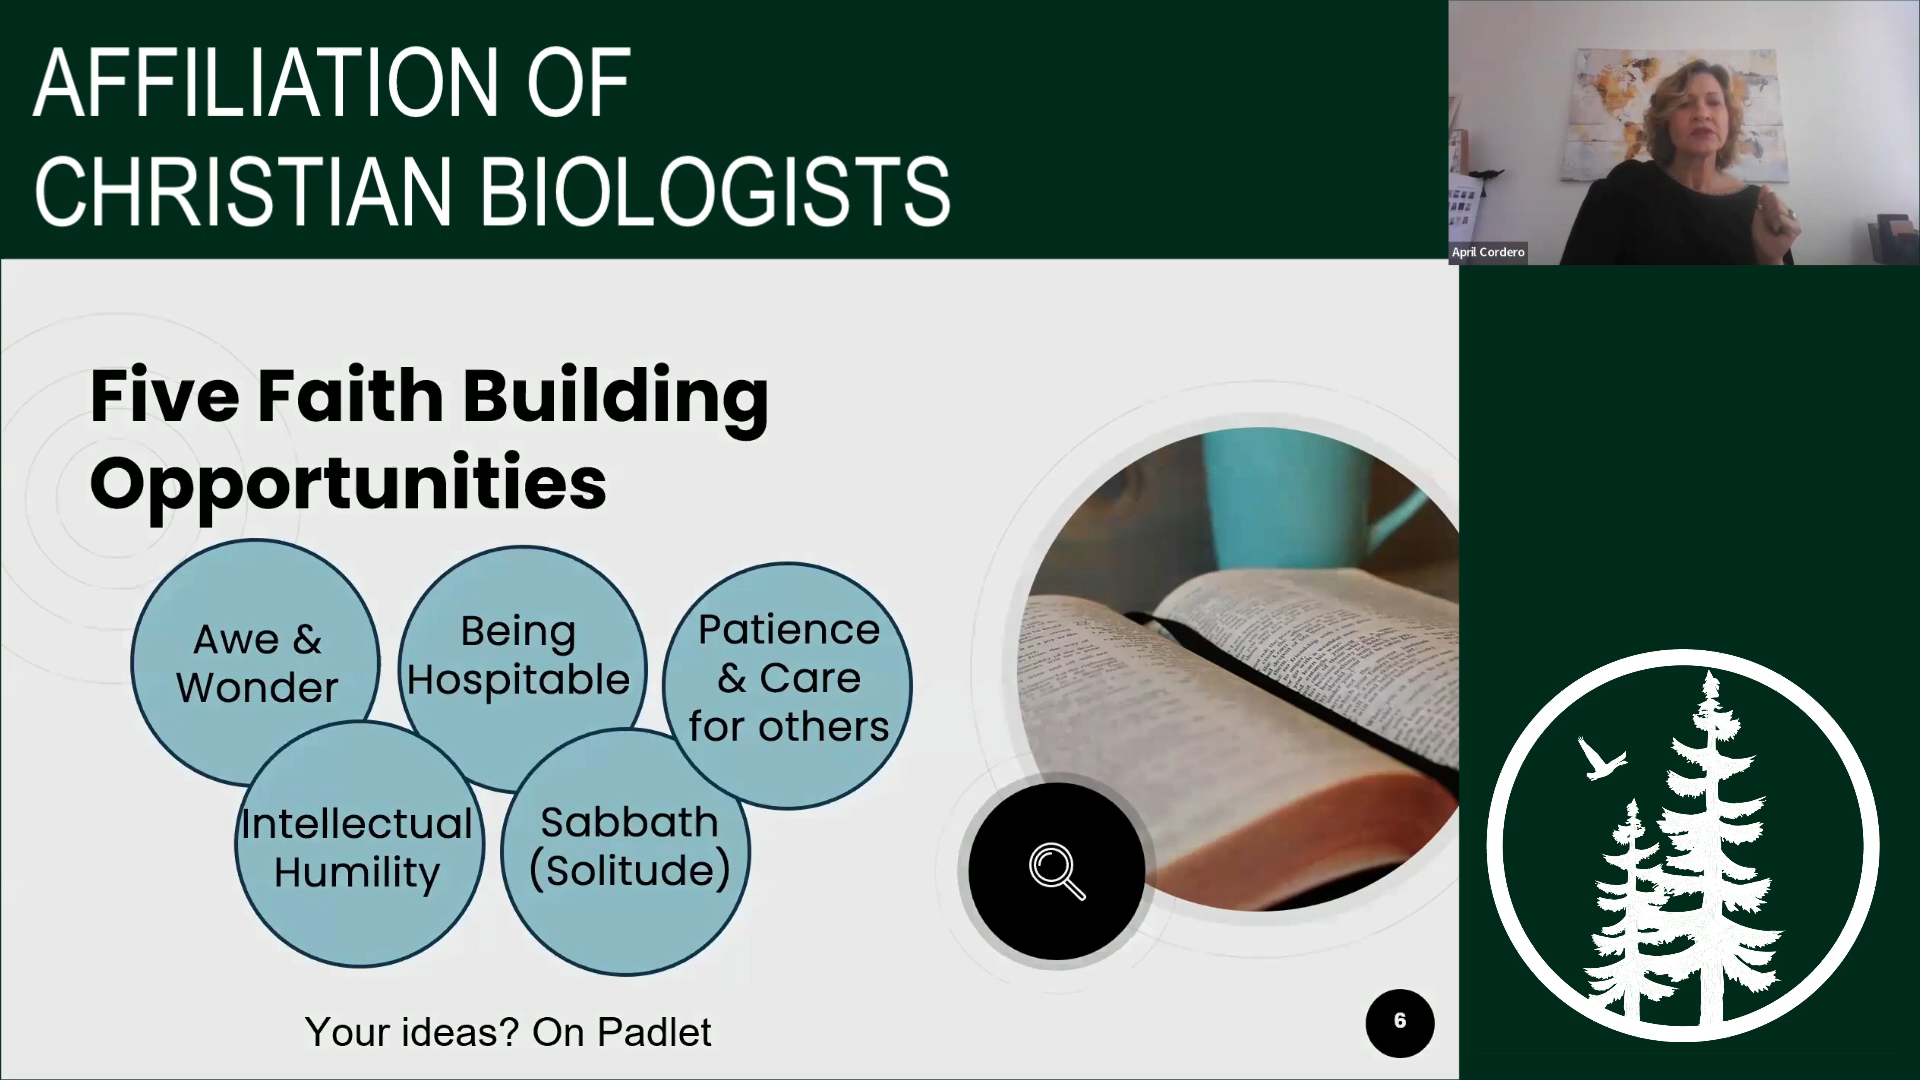 AFFILIATION OF
CHRISTIAN BIOLOGISTS
April Cordero
Five Faith Building
Opportunities
Awe &
Wonder
Being
Hospitable
Patience
& Care
for others
Intellectual
Humility
Sabbath
(Solitude)
Your ideas? On Padlet
6